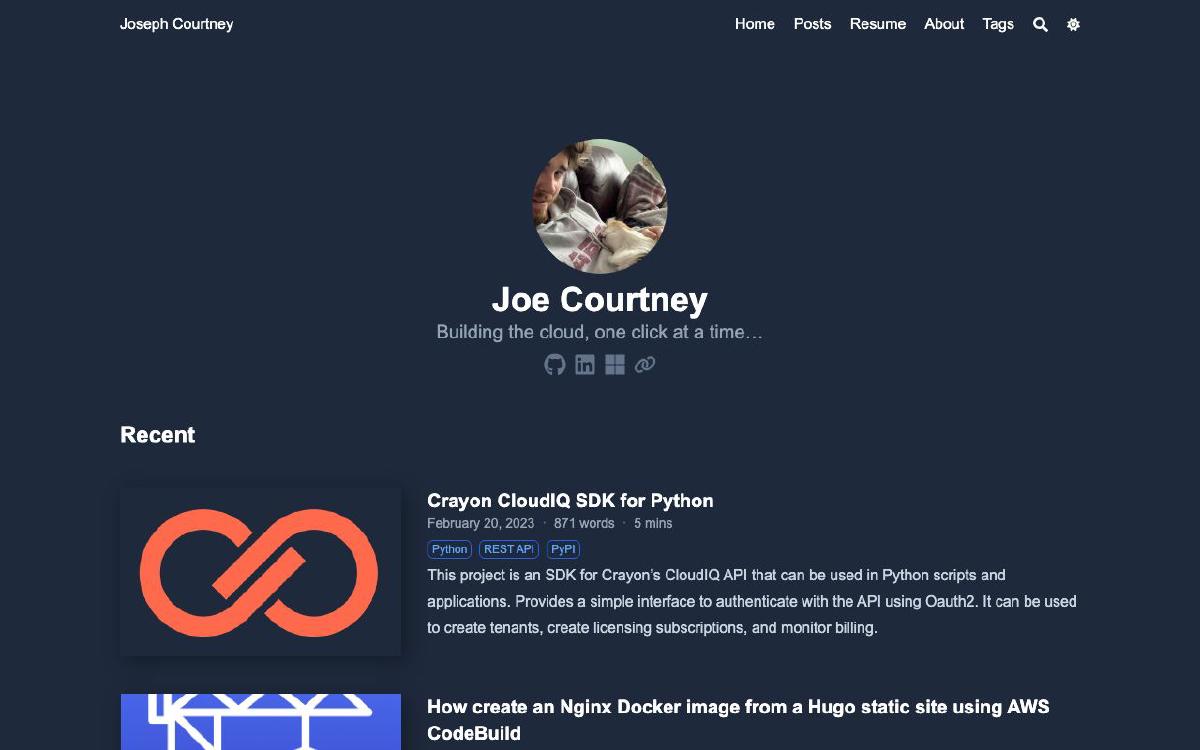 Joseph Courtney
Home Posts Resume About Tags
Joe Courtney
Building the cloud, one click at a time...
Recent
Crayon CloudIQ SDK for Python
February 20, 2023 · 871 words · 5 mins
Python REST API PyPI
This project is an SDK for Crayon's CloudIQ API that can be used in Python scripts and
applications. Provides a simple interface to authenticate with the API using Oauth2. It can be used
to create tenants, create licensing subscriptions, and monitor billing.
How create an Nginx Docker image from a Hugo static site using AWS
CodeBuild